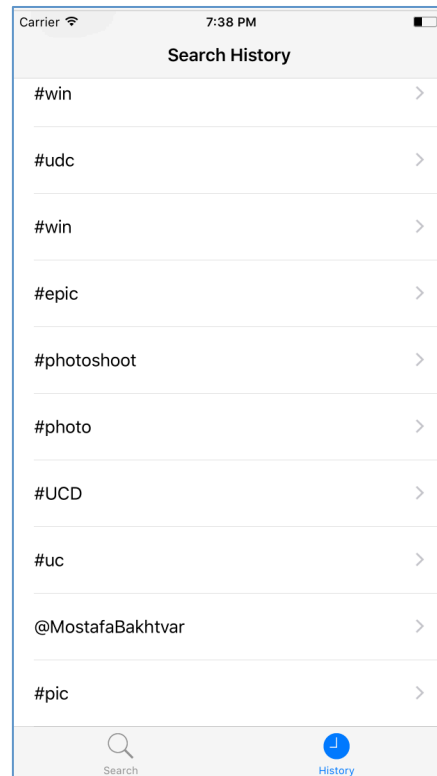 Carrier 7:38 PM
Search History
#win
#udc
#win
#epic
#photoshoot
#photo
#UCD
#uc
@MostafaBakhtvar
#pic
Search History